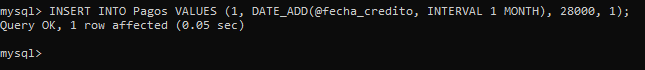 mysql> INSERT INTO Pagos VALUES (1, DATE_ADD(@fecha_credito, INTERVAL 1 MONTH), 28000, 1);
Query OK, 1 row affected (0.05 sec)
mysql>